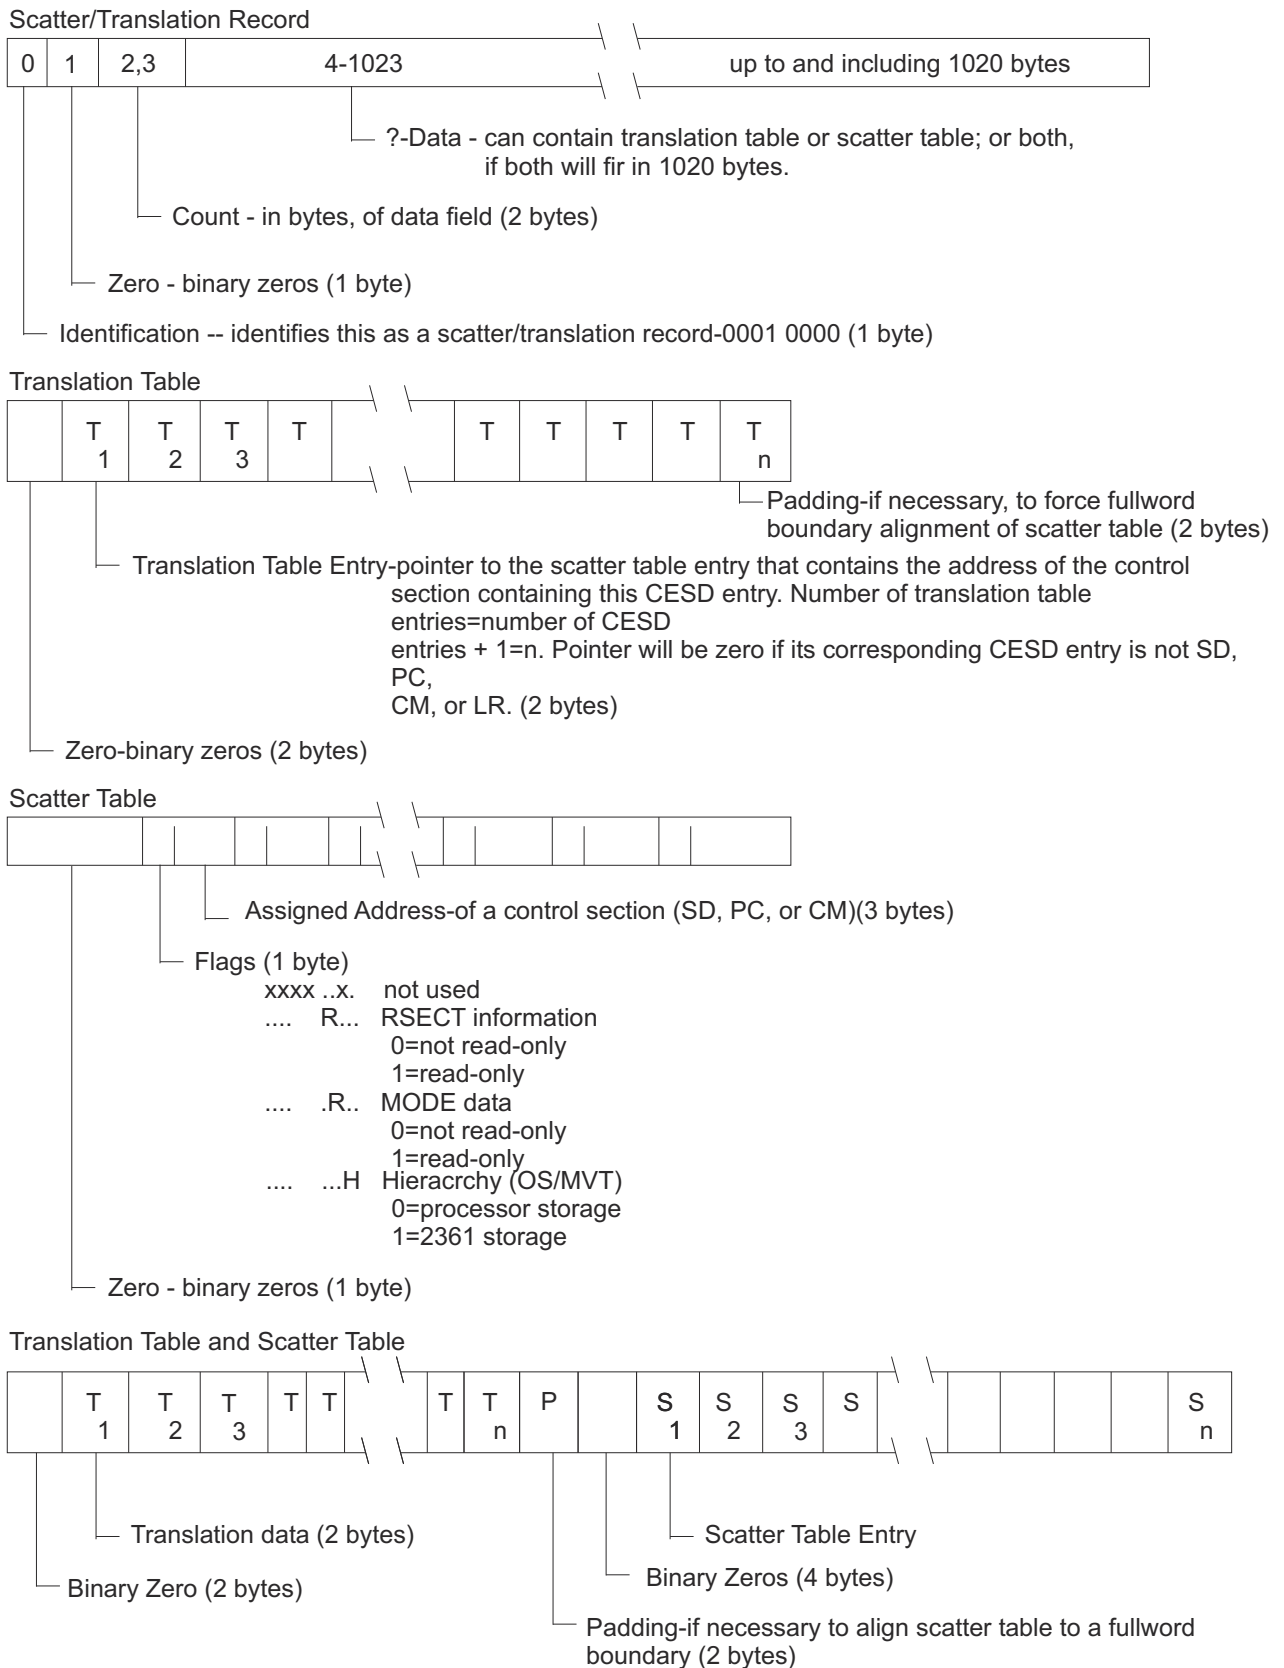 Scatter/Translation Record
0 1 2,3 4-1023 up to and including 1020 bytes
?-Data - can contain translation table or scatter table; or both,
if both will fir in 1020 bytes.
Count - in bytes, of data field (2 bytes)
Zero - binary zeros (1 byte)
Identification -- identifies this as a scatter/translation record-0001 0000 (1 byte)
Translation Table
T T T T T T T T T
1 2 3 n
Padding-if necessary, to force fullword
boundary alignment of scatter table (2 bytes)
Translation Table Entry-pointer to the scatter table entry that contains the address of the control
section containing this CESD entry. Number of translation table
entries=number of CESD
entries + 1=n. Pointer will be zero if its corresponding CESD entry is not SD,
PC,
CM, or LR. (2 bytes)
Zero-binary zeros (2 bytes)
Scatter Table
Assigned Address-of a control section (SD, PC, or CM)(3 bytes)
Flags (1 byte)
xxxx ..x. not used
.... R... RSECT information
0=not read-only
1=read-only
.... .R.. MODE data
0=not read-only
1=read-only
.... ...H Hieracrchy (OS/MVT)
0=processor storage
1=2361 storage
Zero - binary zeros (1 byte)
Translation Table and Scatter Table
T T T T T T T P S S S S S
1 2 3 n 1 2 3 n
Translation data (2 bytes)
Scatter Table Entry
Binary Zero (2 bytes)
Binary Zeros (4 bytes)
Padding-if necessary to align scatter table to a fullword
boundary (2 bytes)